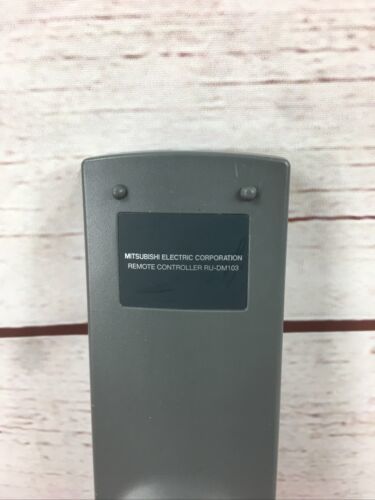 MITSUBISHI ELECTRIC CORPORATION
REMOTE CONTROLLER RU-DM103